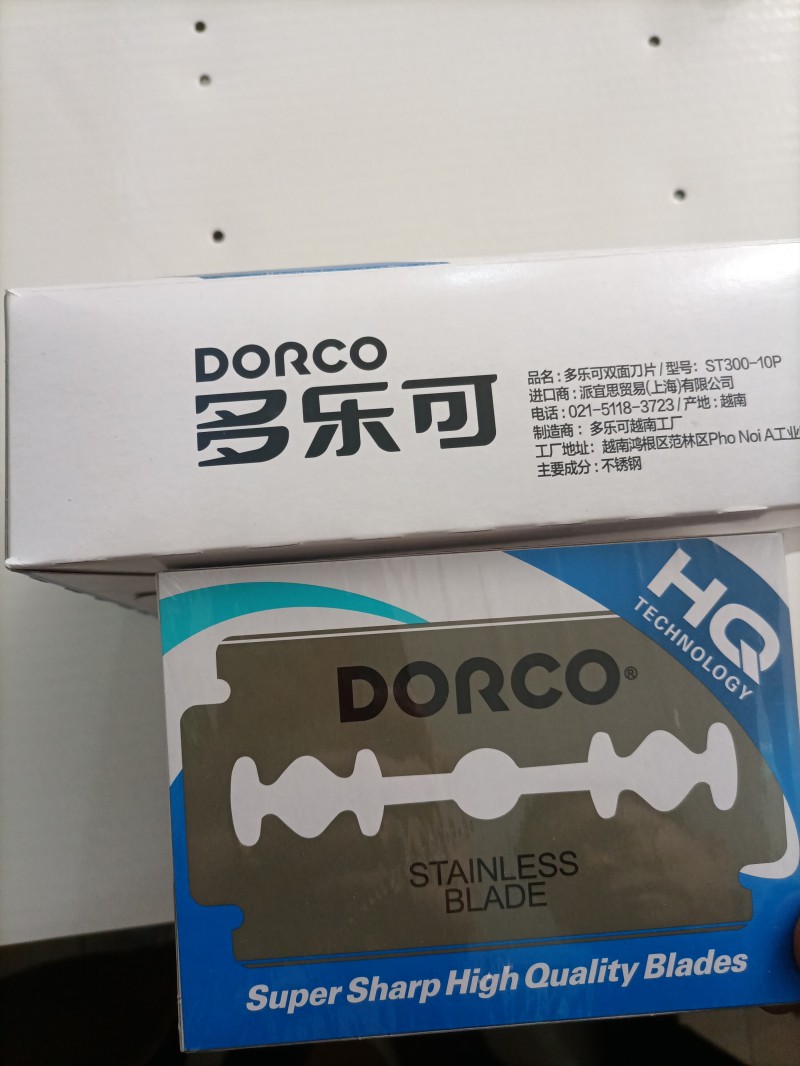 DORCO
多乐可
品名：多乐可双面刀片/型号：ST300-10P
进口商：派宜思贸易(上海)有限公司
电话：021-5118-3723/产地：越南
制造商：多乐可越南工厂
工厂地址：越南鸿根区范林区Pho Noi A工业
主要成分：不锈钢
HQ
TECHNOLOGY
DORCO®
STAINLESS
BLADE
Super Sharp High Quality Blades